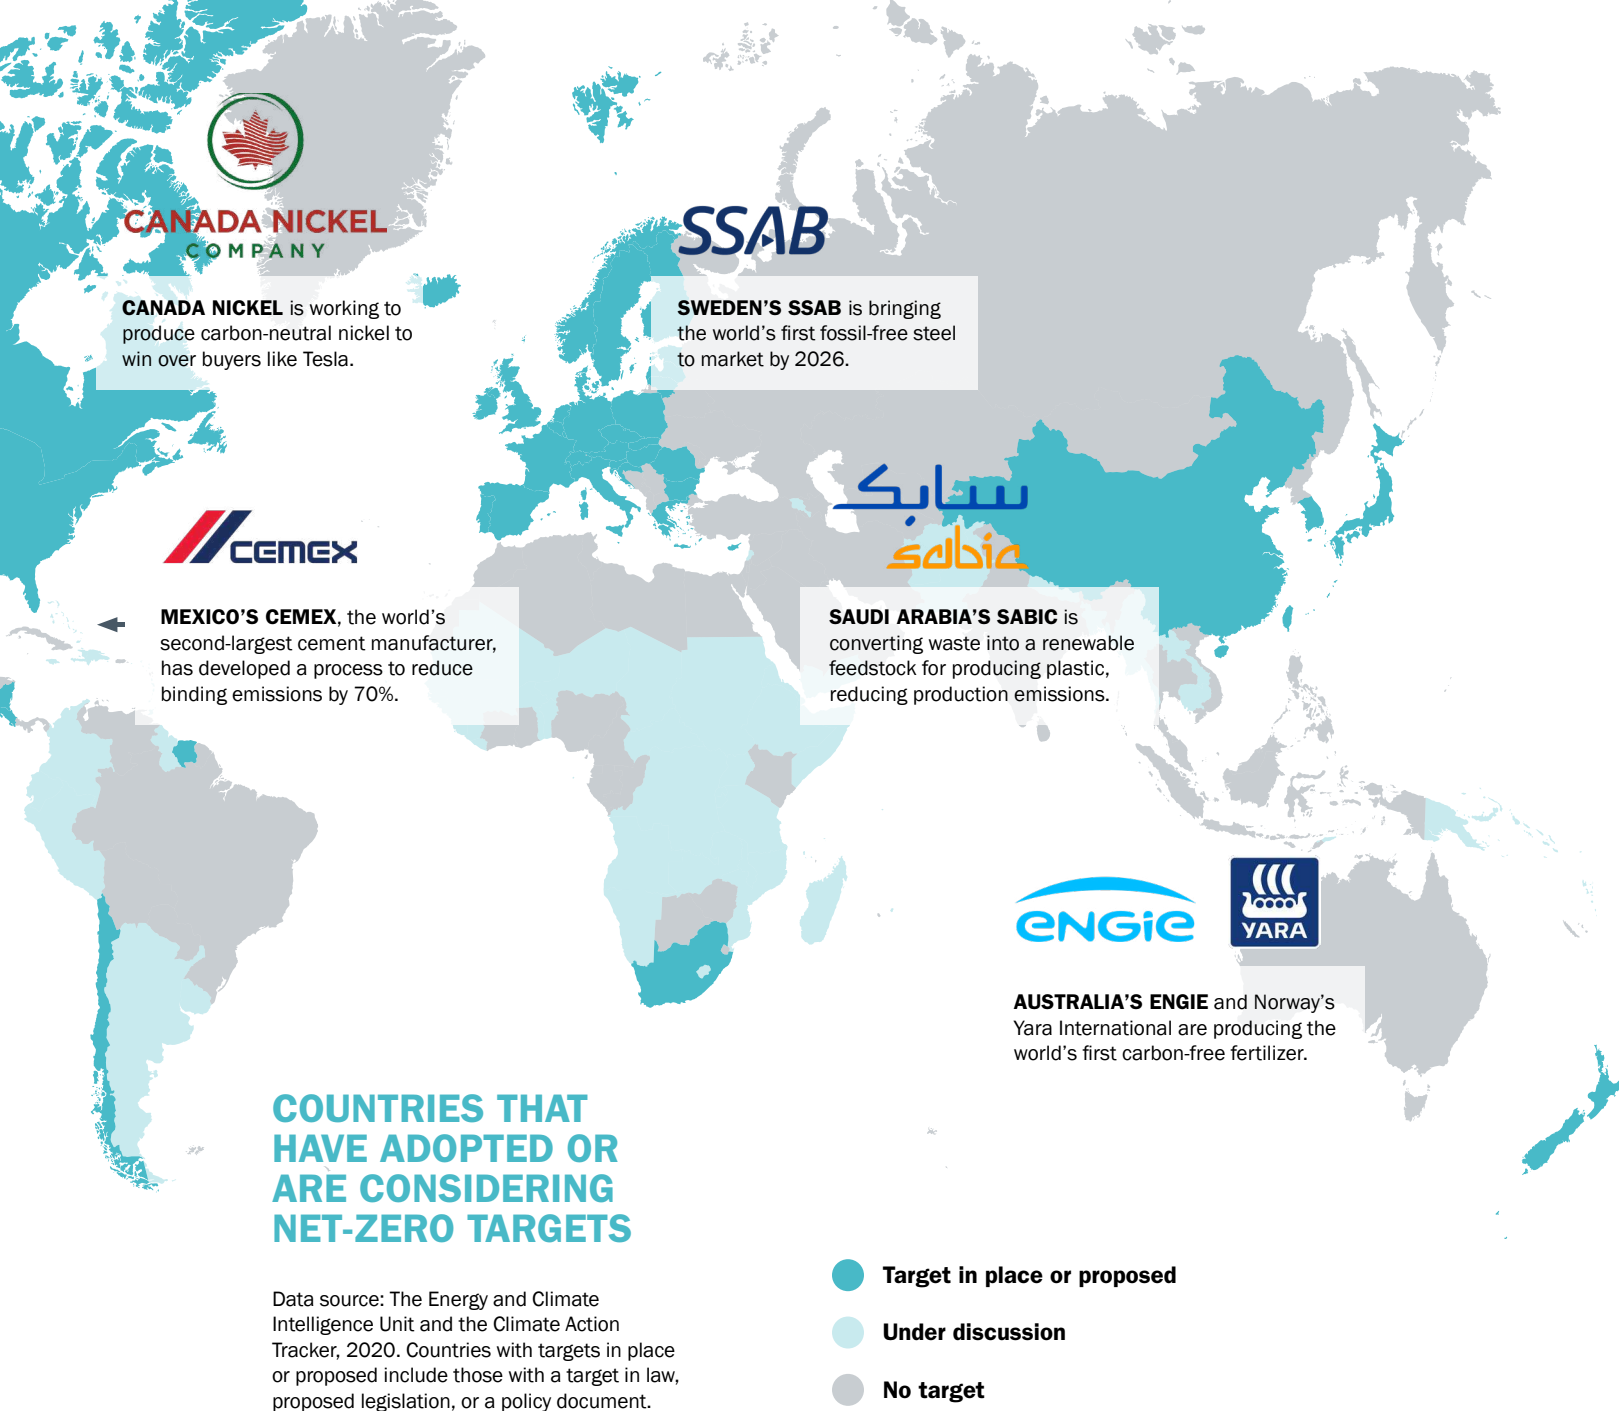 CANADA NICKEL
COMPANY
CANADA NICKEL is working to
produce carbon-neutral nickel to
win over buyers like Tesla.
SSAB
SWEDEN’S SSAB is bringing
the world’s first fossil-free steel
to market by 2026.
CEMEX
MEXICO’S CEMEX, the world’s
second-largest cement manufacturer,
has developed a process to reduce
binding emissions by 70%.
سابک
sabic
SAUDI ARABIA’S SABIC is
converting waste into a renewable
feedstock for producing plastic,
reducing production emissions.
ENGiE
YARA
AUSTRALIA’S ENGIE and Norway’s
Yara International are producing the
world’s first carbon-free fertilizer.
COUNTRIES THAT
HAVE ADOPTED OR
ARE CONSIDERING
NET-ZERO TARGETS
Data source: The Energy and Climate
Intelligence Unit and the Climate Action
Tracker, 2020. Countries with targets in place
or proposed include those with a target in law,
proposed legislation, or a policy document.
Target in place or proposed
Under discussion
No target